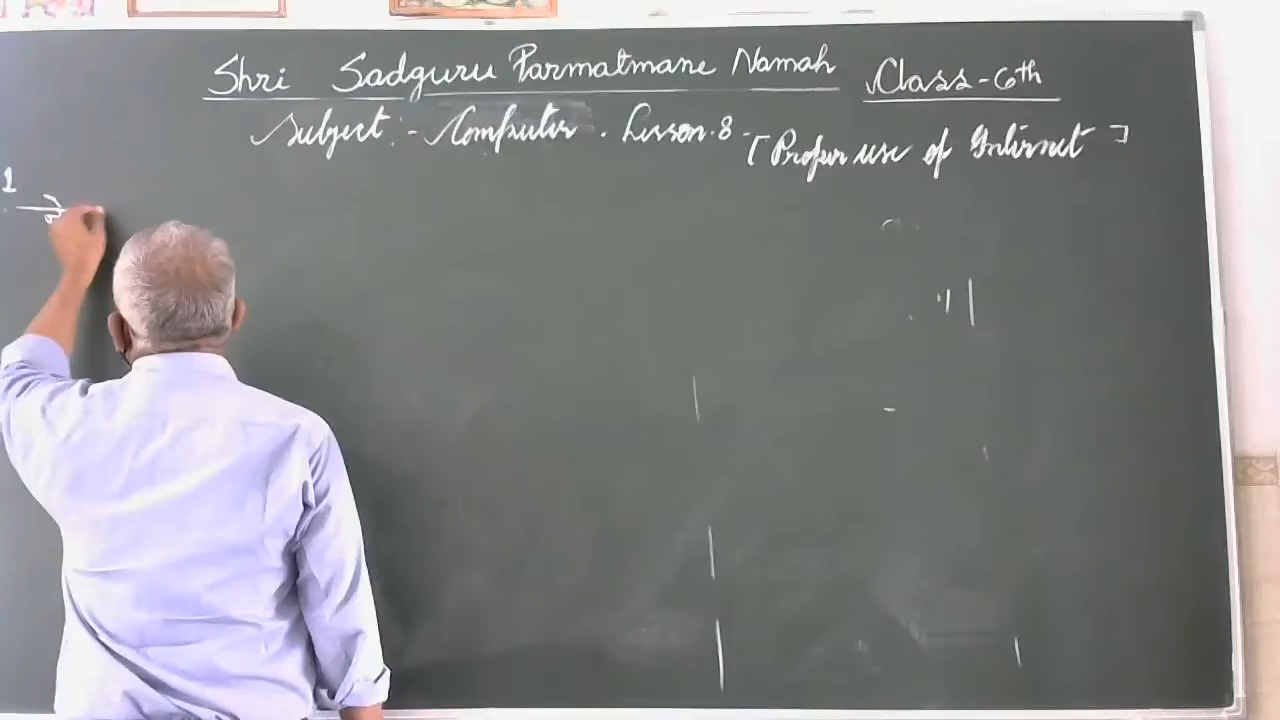 Shri Sadguru Parmatmane Namah Class-6th
Subject:- Computer. Lesson.8- [Proper use of Internet]
1